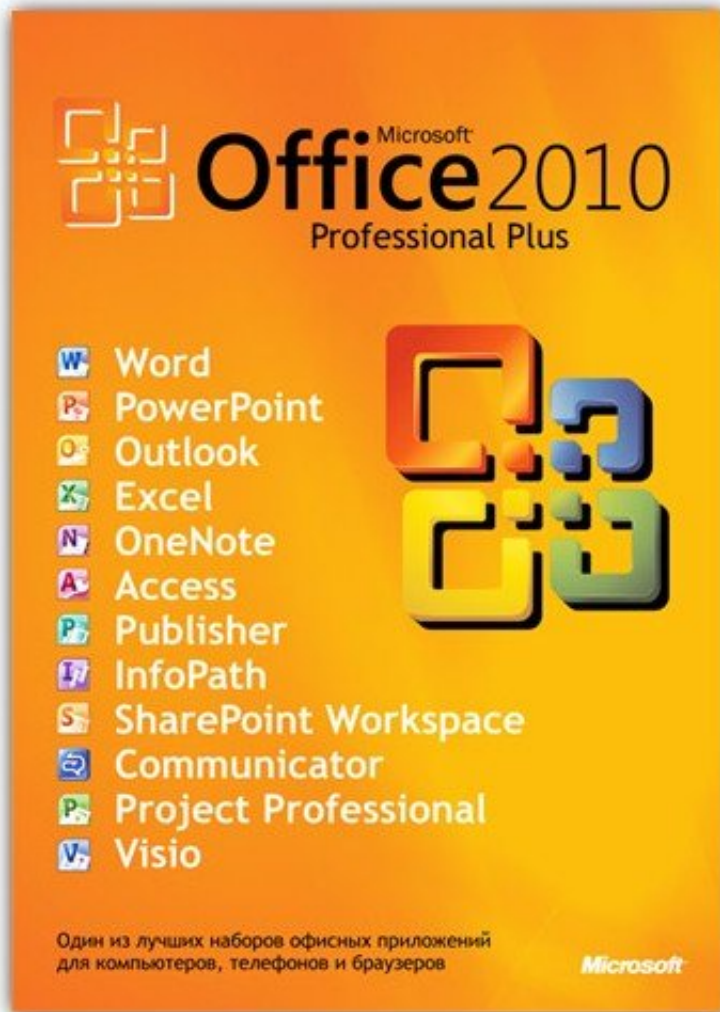 Microsoft
Office 2010
Professional Plus
Word
PowerPoint
Outlook
Excel
OneNote
Access
Publisher
InfoPath
SharePoint Workspace
Communicator
Project Professional
Visio
Один из лучших наборов офисных приложений
для компьютеров, телефонов и браузеров
Microsoft